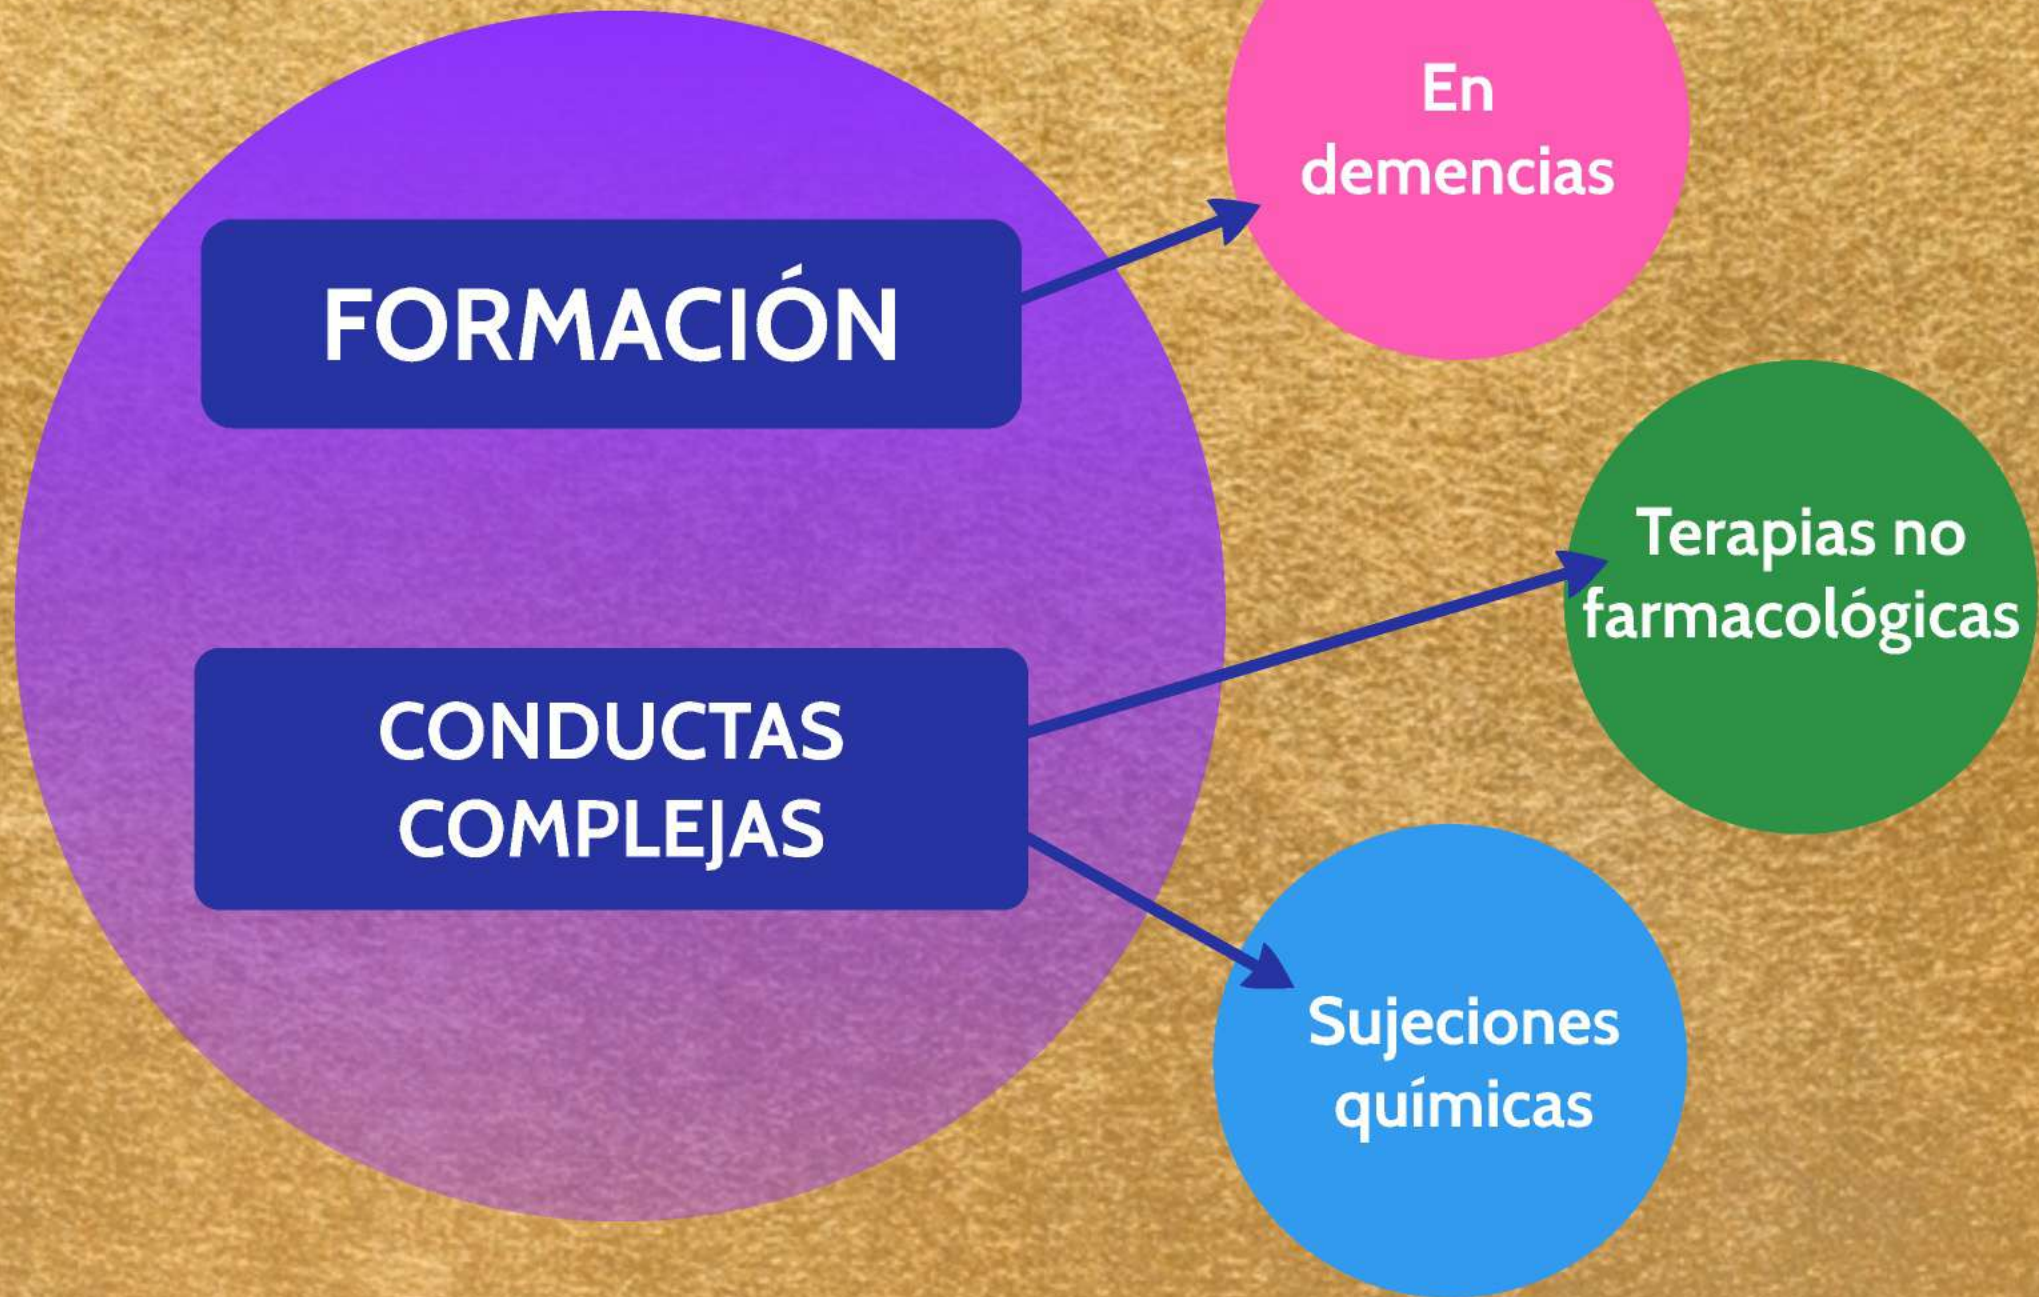 En
demencias
FORMACIÓN
Terapias no
farmacológicas
CONDUCTAS
COMPLEJAS
Sujeciones
químicas